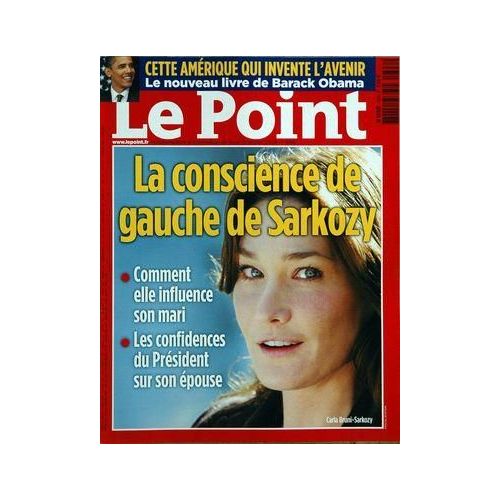 CETTE AMÉRIQUE QUI INVENTE L'AVENIR
Le nouveau livre de Barack Obama
Le Point
www.lepoint.fr
La conscience de
gauche de Sarkozy
• Comment
elle influence
son mari
• Les confidences
du Président
sur son épouse
Carla Bruni-Sarkozy